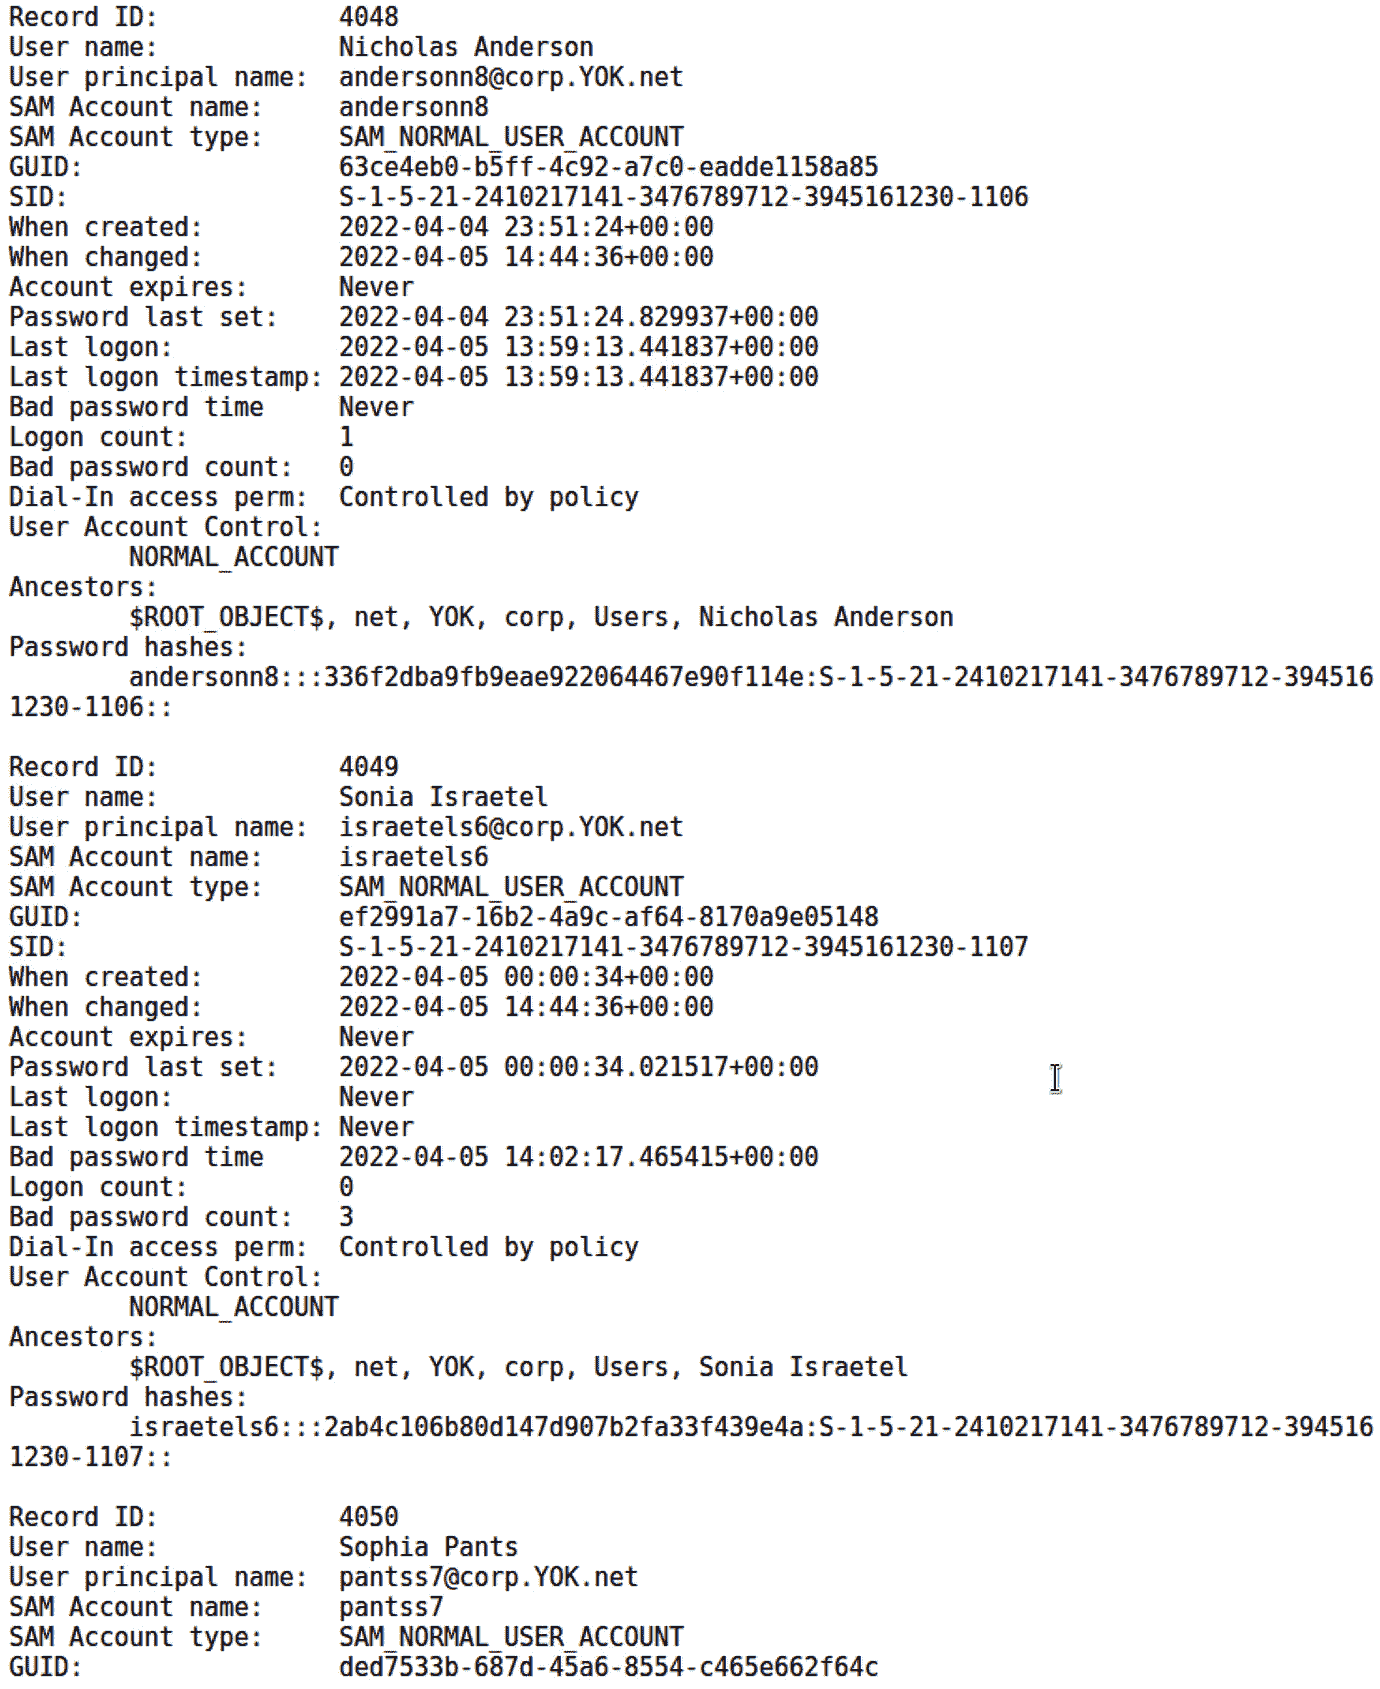 Record ID:            4048
User name:            Nicholas Anderson
User principal name:  andersonn8@corp.YOK.net
SAM Account name:     andersonn8
SAM Account type:     SAM_NORMAL_USER_ACCOUNT
GUID:                 63ce4eb0-b5ff-4c92-a7c0-eadde1158a85
SID:                  S-1-5-21-2410217141-3476789712-3945161230-1106
When created:         2022-04-04 23:51:24+00:00
When changed:         2022-04-05 14:44:36+00:00
Account expires:      Never
Password last set:    2022-04-04 23:51:24.829937+00:00
Last logon:           2022-04-05 13:59:13.441837+00:00
Last logon timestamp: 2022-04-05 13:59:13.441837+00:00
Bad password time     Never
Logon count:          1
Bad password count:   0
Dial-In access perm:  Controlled by policy
User Account Control:
        NORMAL_ACCOUNT
Ancestors:
        $ROOT_OBJECT$, net, YOK, corp, Users, Nicholas Anderson
Password hashes:
        andersonn8:::336f2dba9fb9eae922064467e90f114e:S-1-5-21-2410217141-3476789712-394516
1230-1106::

Record ID:            4049
User name:            Sonia Israetel
User principal name:  israetels6@corp.YOK.net
SAM Account name:     israetels6
SAM Account type:     SAM_NORMAL_USER_ACCOUNT
GUID:                 ef2991a7-16b2-4a9c-af64-8170a9e05148
SID:                  S-1-5-21-2410217141-3476789712-3945161230-1107
When created:         2022-04-05 00:00:34+00:00
When changed:         2022-04-05 14:44:36+00:00
Account expires:      Never
Password last set:    2022-04-05 00:00:34.021517+00:00
Last logon:           Never
Last logon timestamp: Never
Bad password time     2022-04-05 14:02:17.465415+00:00
Logon count:          0
Bad password count:   3
Dial-In access perm:  Controlled by policy
User Account Control:
        NORMAL_ACCOUNT
Ancestors:
        $ROOT_OBJECT$, net, YOK, corp, Users, Sonia Israetel
Password hashes:
        israetels6:::2ab4c106b80d147d907b2fa33f439e4a:S-1-5-21-2410217141-3476789712-394516
1230-1107::

Record ID:            4050
User name:            Sophia Pants
User principal name:  pantss7@corp.YOK.net
SAM Account name:     pantss7
SAM Account type:     SAM_NORMAL_USER_ACCOUNT
GUID:                 ded7533b-687d-45a6-8554-c465e662f64c